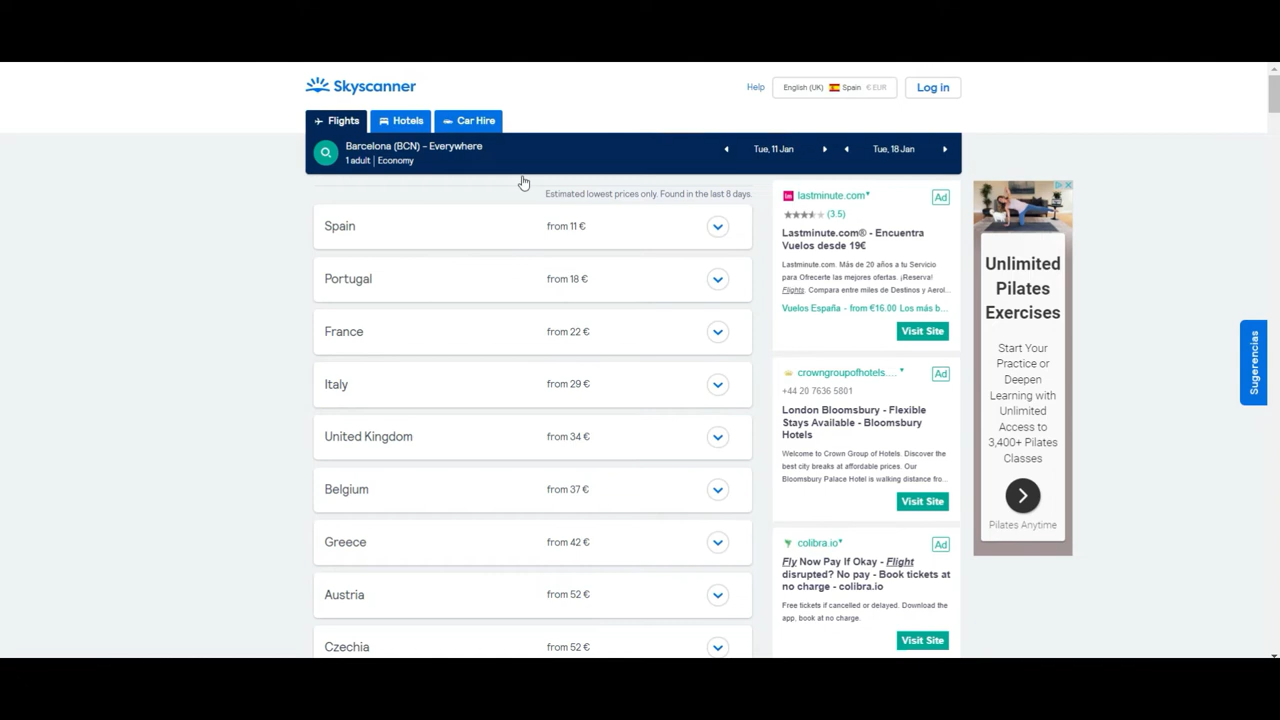 Skyscanner
Help
English (UK) Spain € EUR
Log in
Flights
Hotels
Car Hire
Barcelona (BCN) – Everywhere
1 adult | Economy
Tue, 11 Jan
Tue, 18 Jan
Estimated lowest prices only. Found in the last 8 days.
Spain from 11 €
Portugal from 18 €
France from 22 €
Italy from 29 €
United Kingdom from 34 €
Belgium from 37 €
Greece from 42 €
Austria from 52 €
Czechia from 52 €
lastminute.com
Ad
(3.5)
Lastminute.com® - Encuentra
Vuelos desde 19€
Lastminute.com. Más de 20 años a tu Servicio
para Ofrecerte las mejores ofertas. ¡Reserva!
Flights. Compara entre miles de Destinos y Aerol...
Vuelos España - from €16.00 Los más b...
Visit Site
crowngroupofhotels....
Ad
+44 20 7636 5801
London Bloomsbury - Flexible
Stays Available - Bloomsbury
Hotels
Welcome to Crown Group of Hotels. Discover the
best city breaks at affordable prices. Our
Bloomsbury Palace Hotel is walking distance fro...
Visit Site
colibra.io
Ad
Fly Now Pay If Okay - Flight
disrupted? No pay - Book tickets at
no charge - colibra.io
Free tickets if cancelled or delayed. Download the
app, book at no charge.
Visit Site
Unlimited
Pilates
Exercises
Start Your
Practice or
Deepen
Learning with
Unlimited
Access to
3,400+ Pilates
Classes
Pilates Anytime
Sugerencias